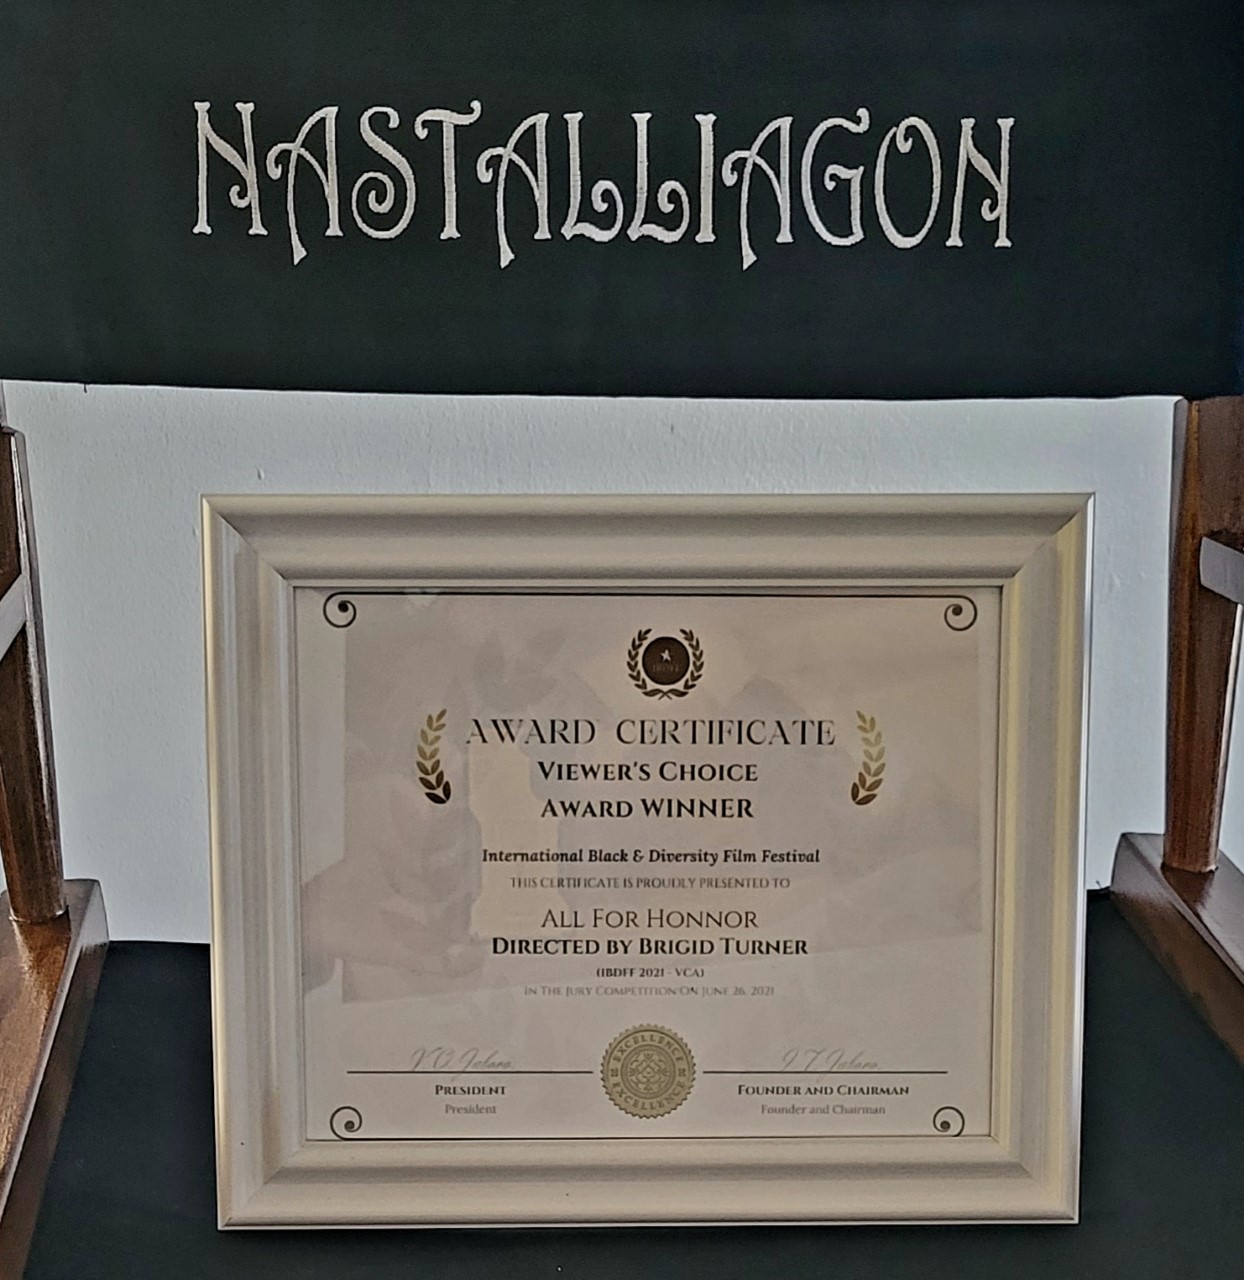 NASTALLIAGON
AWARD CERTIFICATE
VIEWER'S CHOICE
AWARD WINNER
International Black & Diversity Film Festival
THIS CERTIFICATE IS PROUDLY PRESENTED TO
ALL FOR HONNOR
DIRECTED BY BRIGID TURNER
(IBDFF 2021 - VCA)
IN THE JURY COMPETITION ON JUNE 26, 2021
EXCELLENCE
EXCELLENCE
PRESIDENT
President
FOUNDER AND CHAIRMAN
Founder and Chairman